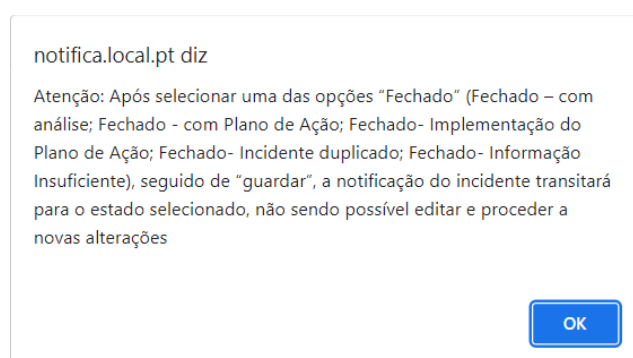 notifica.local.pt diz
Atenção: Após selecionar uma das opções “Fechado” (Fechado – com
análise; Fechado - com Plano de Ação; Fechado- Implementação do
Plano de Ação; Fechado- Incidente duplicado; Fechado- Informação
Insuficiente), seguido de “guardar”, a notificação do incidente transitará
para o estado selecionado, não sendo possível editar e proceder a
novas alterações
OK